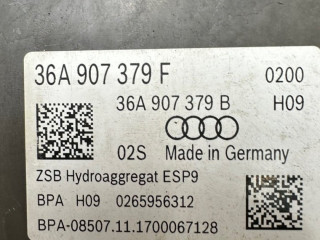 36A 907 379 F 0200
36A 907 379 B H09
02S Made in Germany
ZSB Hydroaggregat ESP9
BPA H09 0265956312
BPA-08507.11.1700067128